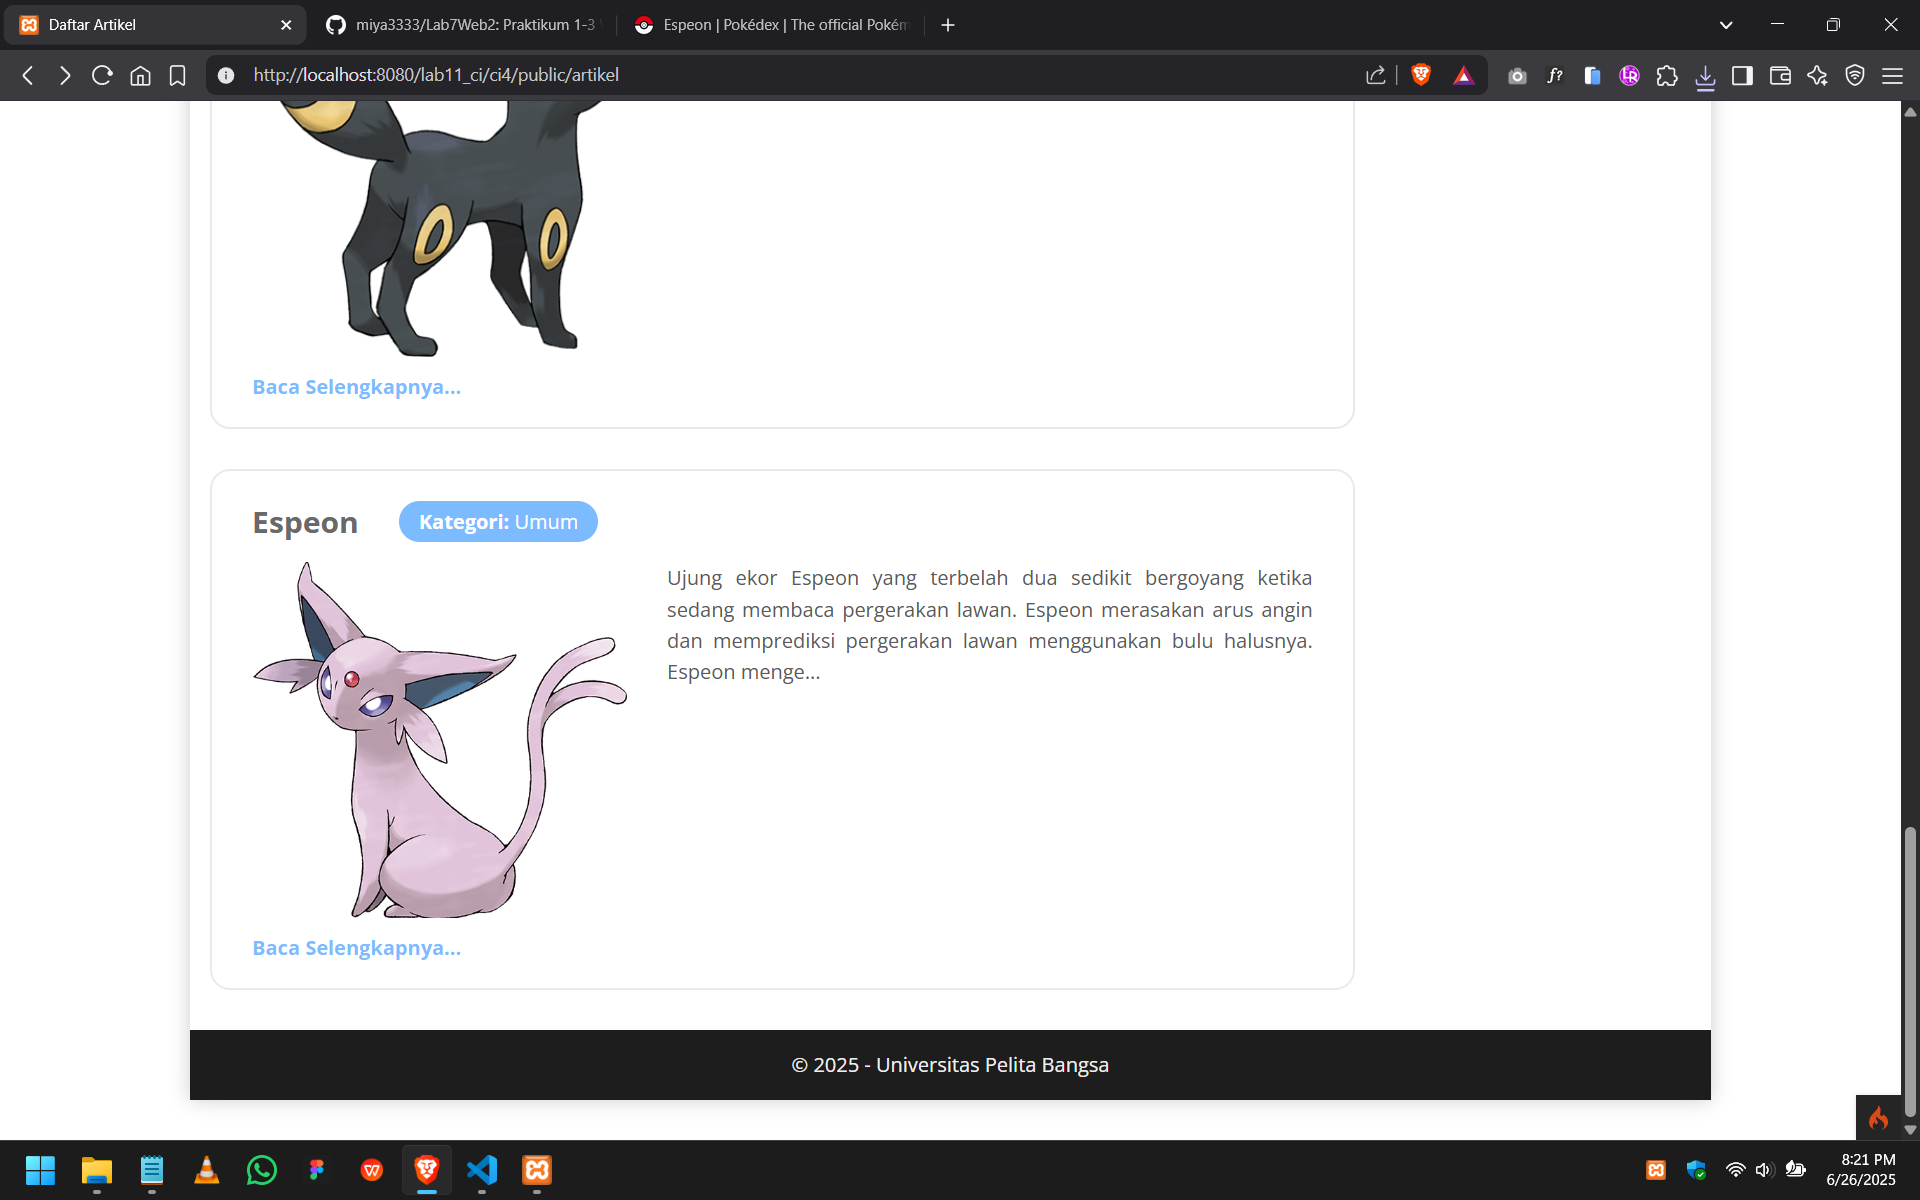 Daftar Artikel
miya3333/Lab7Web2: Praktikum 1-3
Espeon | Pokédex | The official Pokém
http://localhost:8080/lab11_ci/ci4/public/artikel
Baca Selengkapnya...
Espeon
Kategori: Umum
Ujung ekor Espeon yang terbelah dua sedikit bergoyang ketika
sedang membaca pergerakan lawan. Espeon merasakan arus angin
dan memprediksi pergerakan lawan menggunakan bulu halusnya.
Espeon menge...
Baca Selengkapnya...
© 2025 - Universitas Pelita Bangsa
8:21 PM
6/26/2025